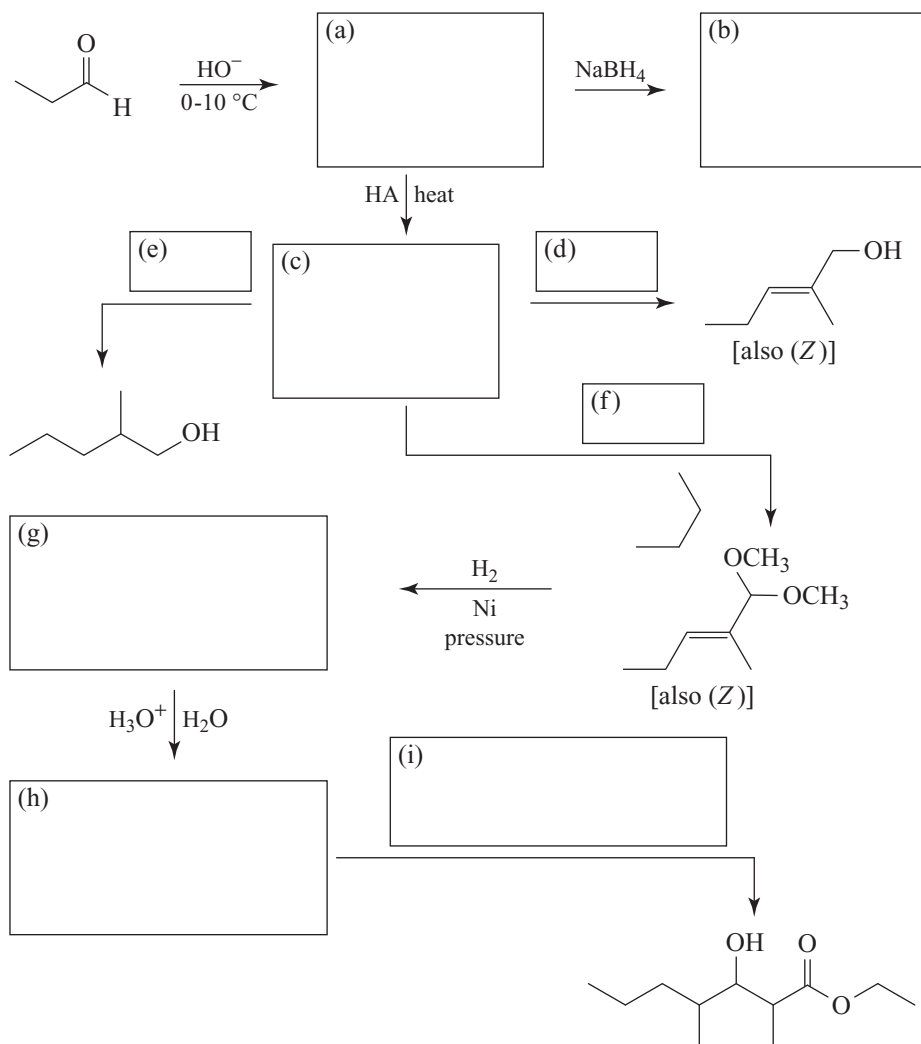 O
H
HO⁻
0-10 °C
(a)
NaBH₄
(b)
HA heat
(e)
(c)
(d)
OH
[also (Z)]
(f)
OH
(g)
H₂
Ni
pressure
OCH₃
OCH₃
[also (Z)]
H₃O⁺ H₂O
(i)
(h)
OH
O
O